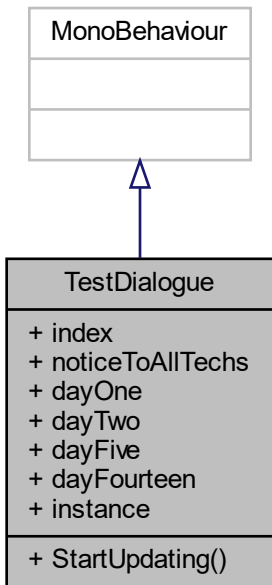 MonoBehaviour
TestDialogue
+ index
+ noticeToAllTechs
+ dayOne
+ dayTwo
+ dayFive
+ dayFourteen
+ instance
+ StartUpdating()